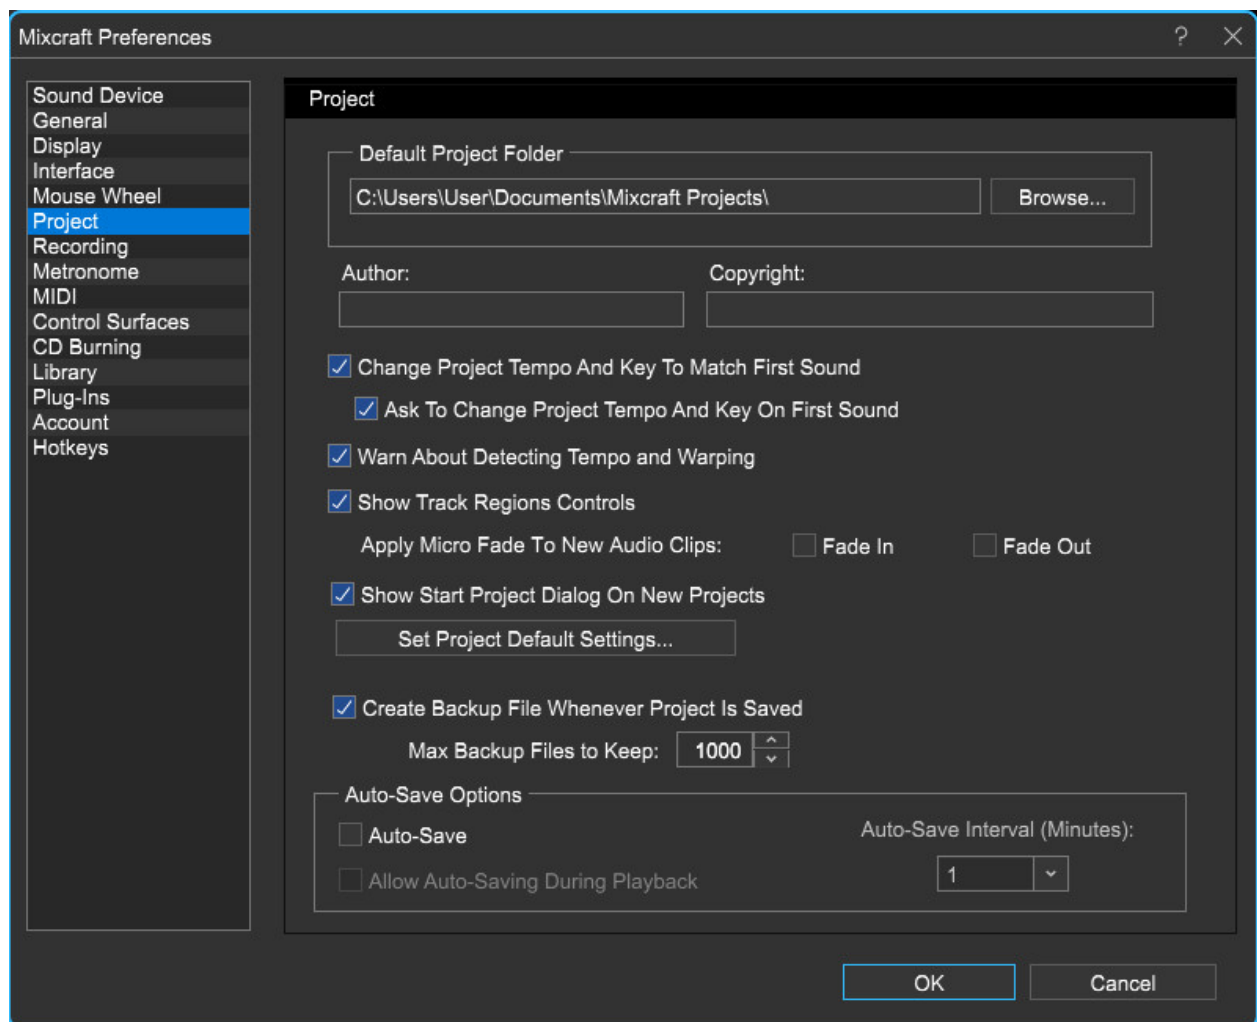 Mixcraft Preferences
?
Sound Device
General
Display
Interface
Mouse Wheel
Project
Recording
Metronome
MIDI
Control Surfaces
CD Burning
Library
Plug-Ins
Account
Hotkeys
Project
Default Project Folder
C:\Users\User\Documents\Mixcraft Projects\ Browse...
Author: Copyright:
Change Project Tempo And Key To Match First Sound
Ask To Change Project Tempo And Key On First Sound
Warn About Detecting Tempo and Warping
Show Track Regions Controls
Apply Micro Fade To New Audio Clips: Fade In Fade Out
Show Start Project Dialog On New Projects
Set Project Default Settings...
Create Backup File Whenever Project Is Saved
Max Backup Files to Keep: 1000
Auto-Save Options
Auto-Save Auto-Save Interval (Minutes):
Allow Auto-Saving During Playback 1
OK Cancel